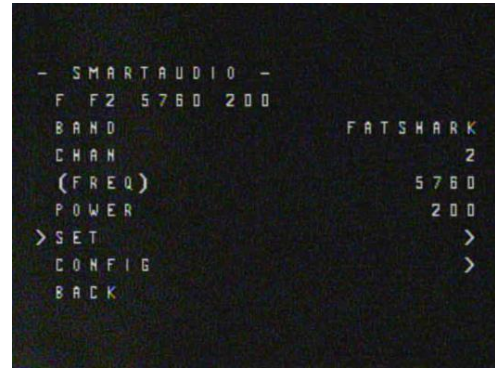 - SMARTAUDIO -
F F2 5760 200
BAND FATSHARK
CHAN 2
(FREQ) 5760
POWER 200
>SET >
CONFIG >
BACK